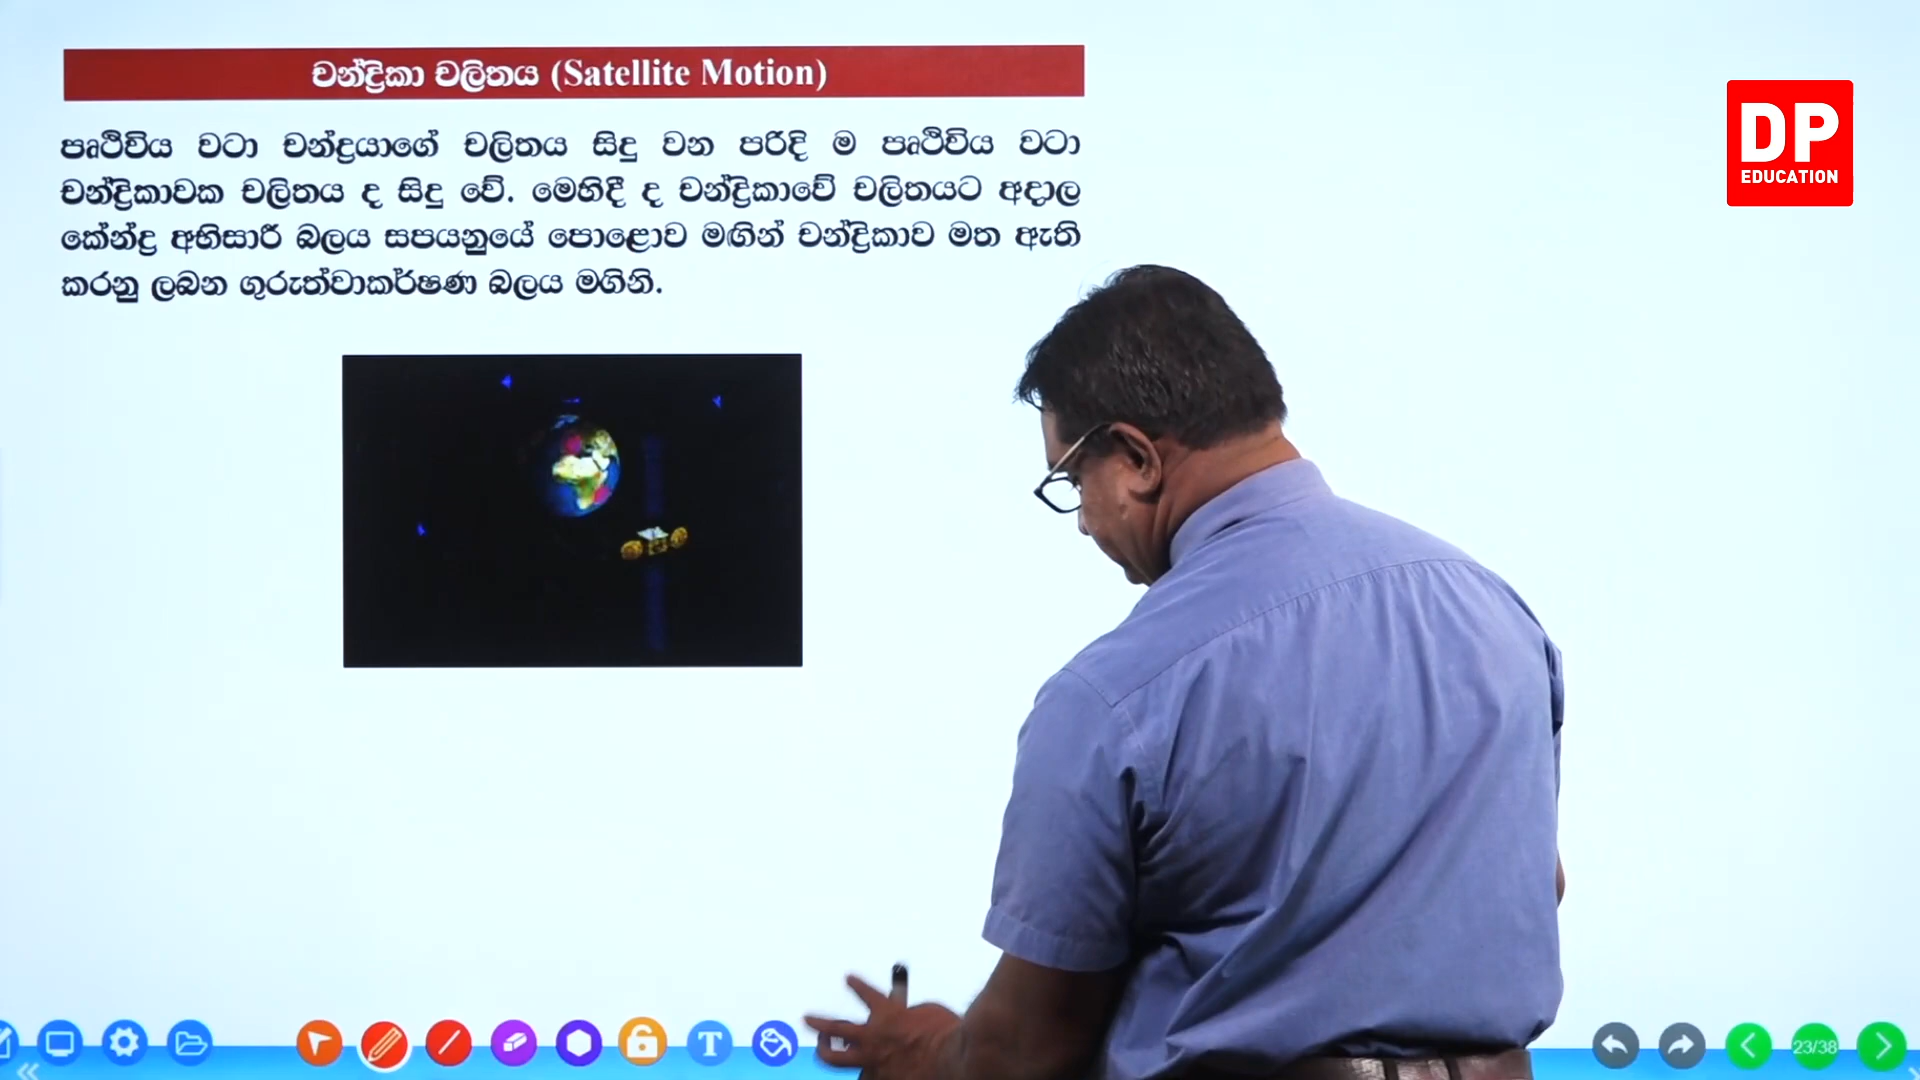 චන්ද්‍රිකා චලිතය (Satellite Motion)
පෘථිවිය වටා චන්ද්‍රයාගේ චලිතය සිදු වන පරිදි ම පෘථිවිය වටා
චන්ද්‍රිකාවක චලිතය ද සිදු වේ. මෙහිදී ද චන්ද්‍රිකාවේ චලිතයට අදාල
කේන්ද්‍ර අභිසාරී බලය සපයනුයේ පොළොව මඟින් චන්ද්‍රිකාව මත ඇති
කරනු ලබන ගුරුත්වාකර්ෂණ බලය මගිනි.
DP
EDUCATION
T
23/38